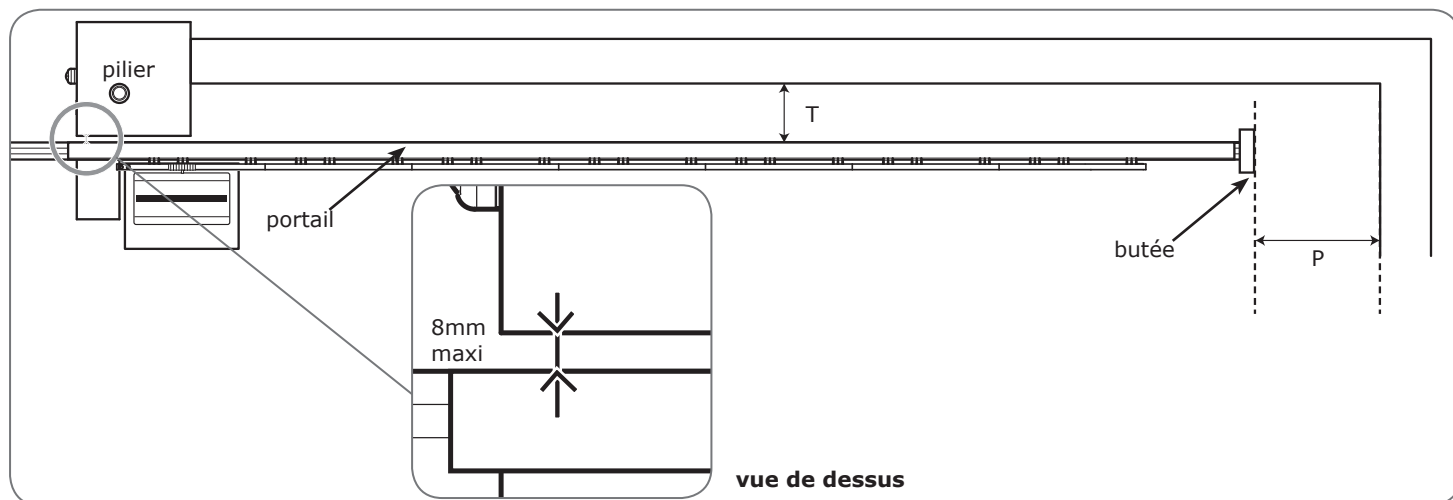 pilier
T
portail
butée
P
8mm
maxi
vue de dessus